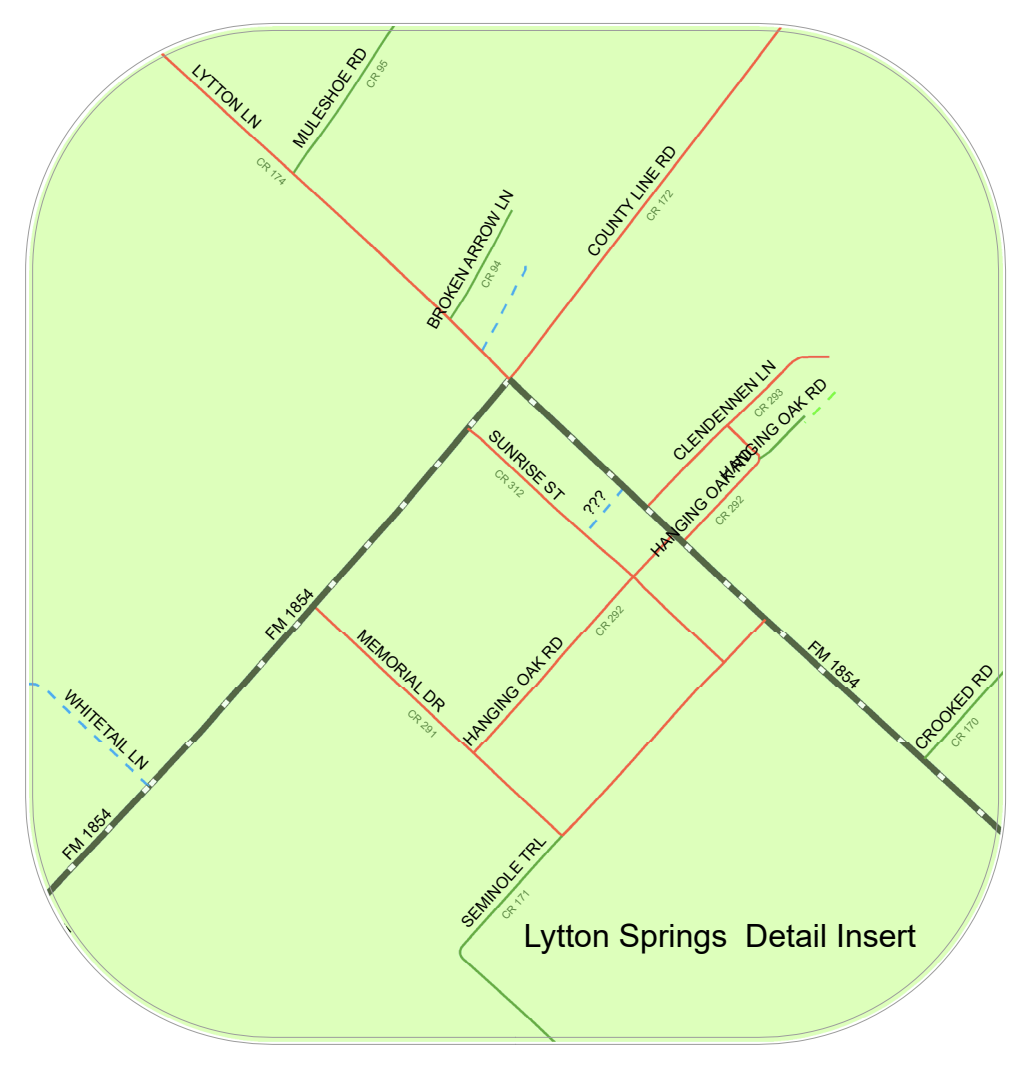 LYTTON LN
MULESHOE RD
CR 95
CR 174
COUNTY LINE RD
CR 172
BROKEN ARROW LN
CR 94
CLENDENNEN LN
CR 293
HANGING OAK RD
HANGING OAK RD
CR 292
SUNRISE ST
CR 312
???
FM 1854
CR 292
MEMORIAL DR
CR 291
HANGING OAK RD
FM 1854
CROOKED RD
CR 170
WHITETAIL LN
FM 1854
SEMINOLE TRL
CR 171
Lytton Springs  Detail Insert